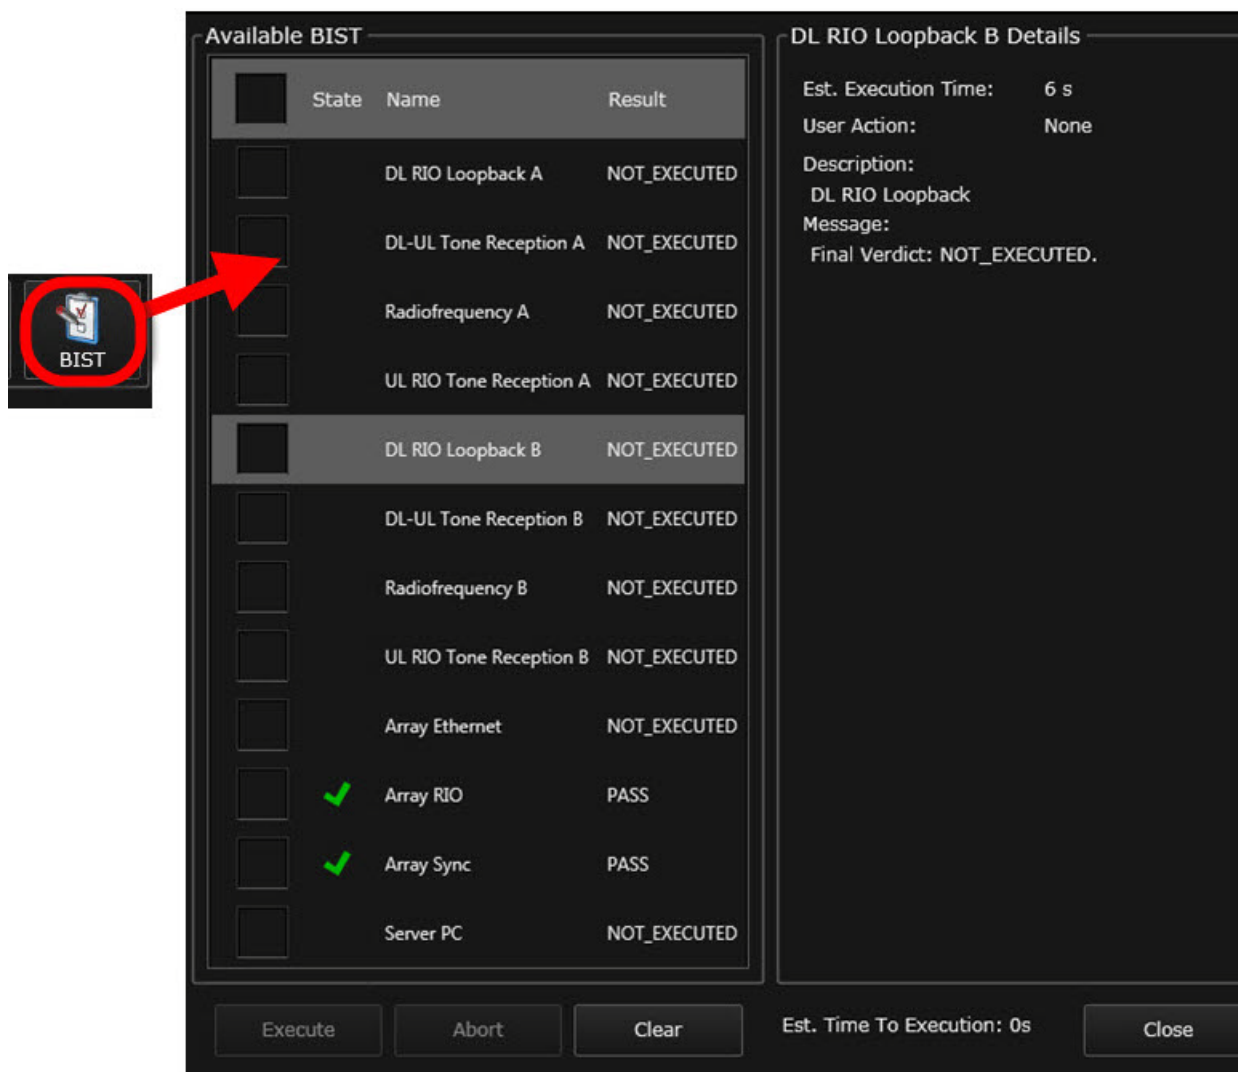 BIST
Available BIST
State Name Result
DL RIO Loopback A NOT_EXECUTED
DL-UL Tone Reception A NOT_EXECUTED
Radiofrequency A NOT_EXECUTED
UL RIO Tone Reception A NOT_EXECUTED
DL RIO Loopback B NOT_EXECUTED
DL-UL Tone Reception B NOT_EXECUTED
Radiofrequency B NOT_EXECUTED
UL RIO Tone Reception B NOT_EXECUTED
Array Ethernet NOT_EXECUTED
Array RIO PASS
Array Sync PASS
Server PC NOT_EXECUTED
DL RIO Loopback B Details
Est. Execution Time: 6 s
User Action: None
Description:
DL RIO Loopback
Message:
Final Verdict: NOT_EXECUTED.
Execute Abort Clear Est. Time To Execution: 0s Close